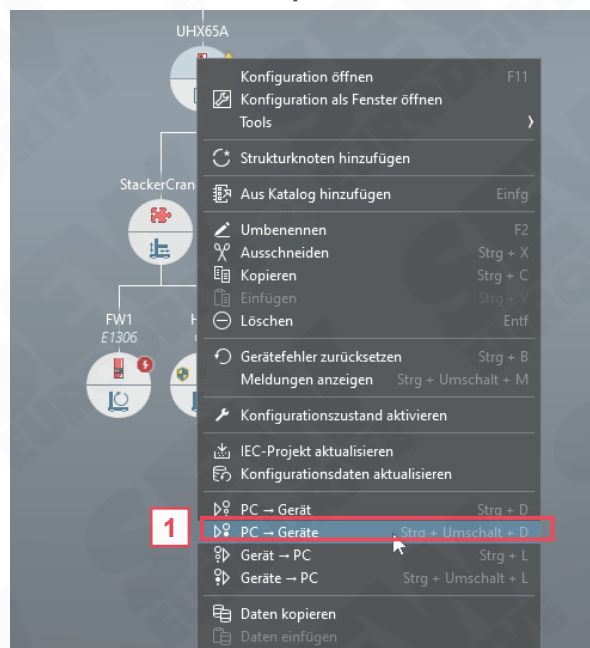 UHX65A
Konfiguration öffnen F11
Konfiguration als Fenster öffnen
Tools
Strukturknoten hinzufügen
StackerCran
Aus Katalog hinzufügen Einfg
Umbenennen F2
Ausschneiden Strg + X
Kopieren Strg + C
Einfügen Strg + V
FW1 H
Löschen Entf
E1306
Gerätefehler zurücksetzen Strg + B
Meldungen anzeigen Strg + Umschalt + M
Konfigurationszustand aktivieren
IEC-Projekt aktualisieren
Konfigurationsdaten aktualisieren
PC → Gerät Strg + D
1 PC → Geräte Strg + Umschalt + D
Gerät → PC Strg + L
Geräte → PC Strg + Umschalt + L
Daten kopieren
Daten einfügen